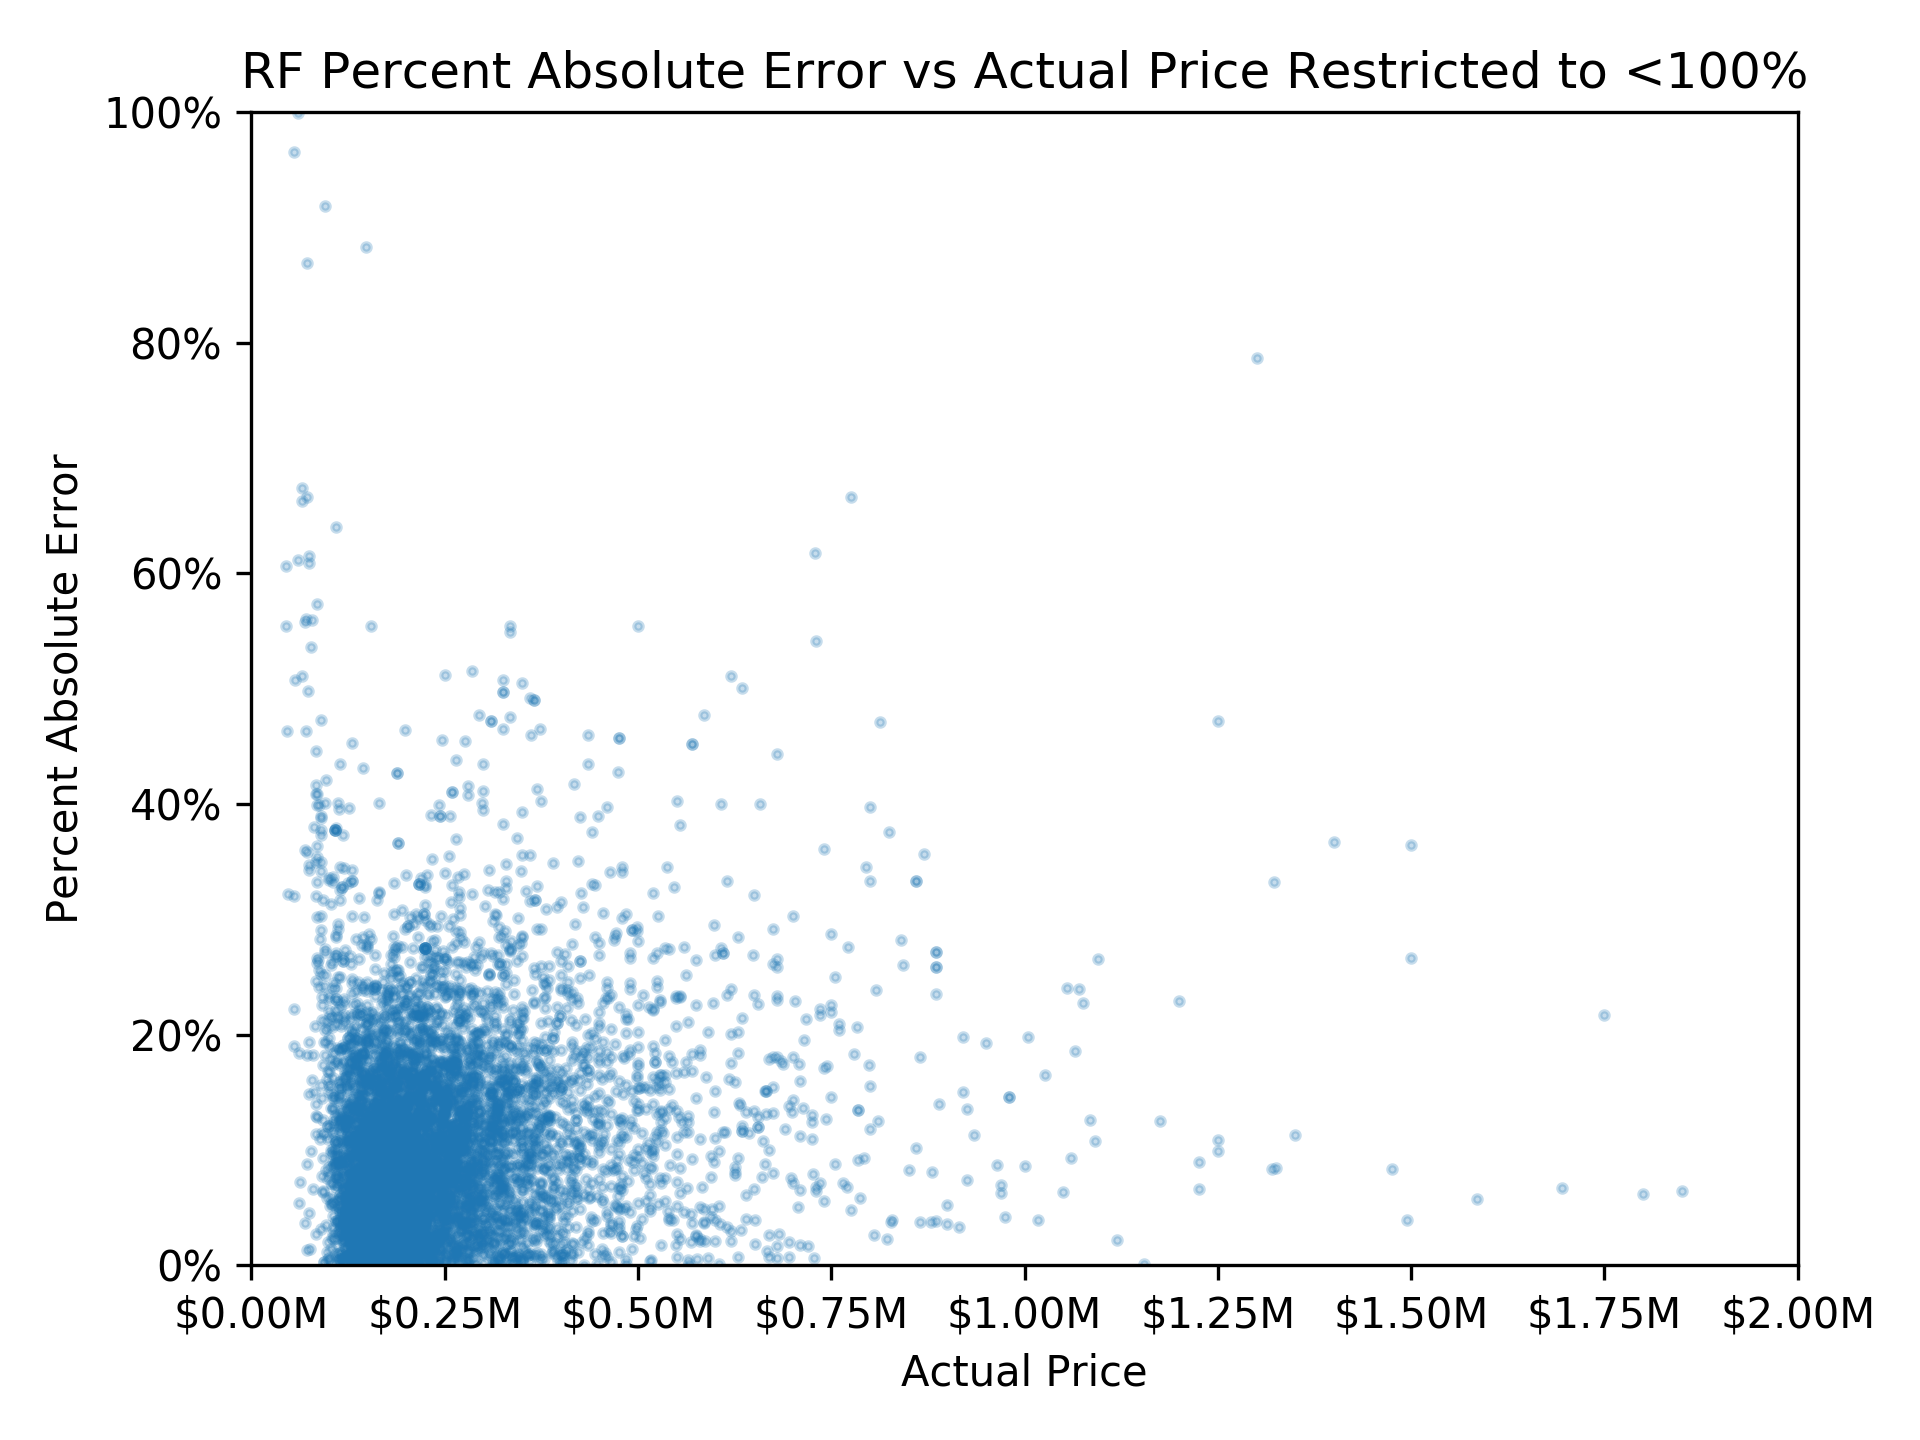 RF Percent Absolute Error vs Actual Price Restricted to <100%
100%
80%
60%
40%
20%
0%
Percent Absolute Error
$0.00M $0.25M $0.50M $0.75M $1.00M $1.25M $1.50M $1.75M $2.00M
Actual Price